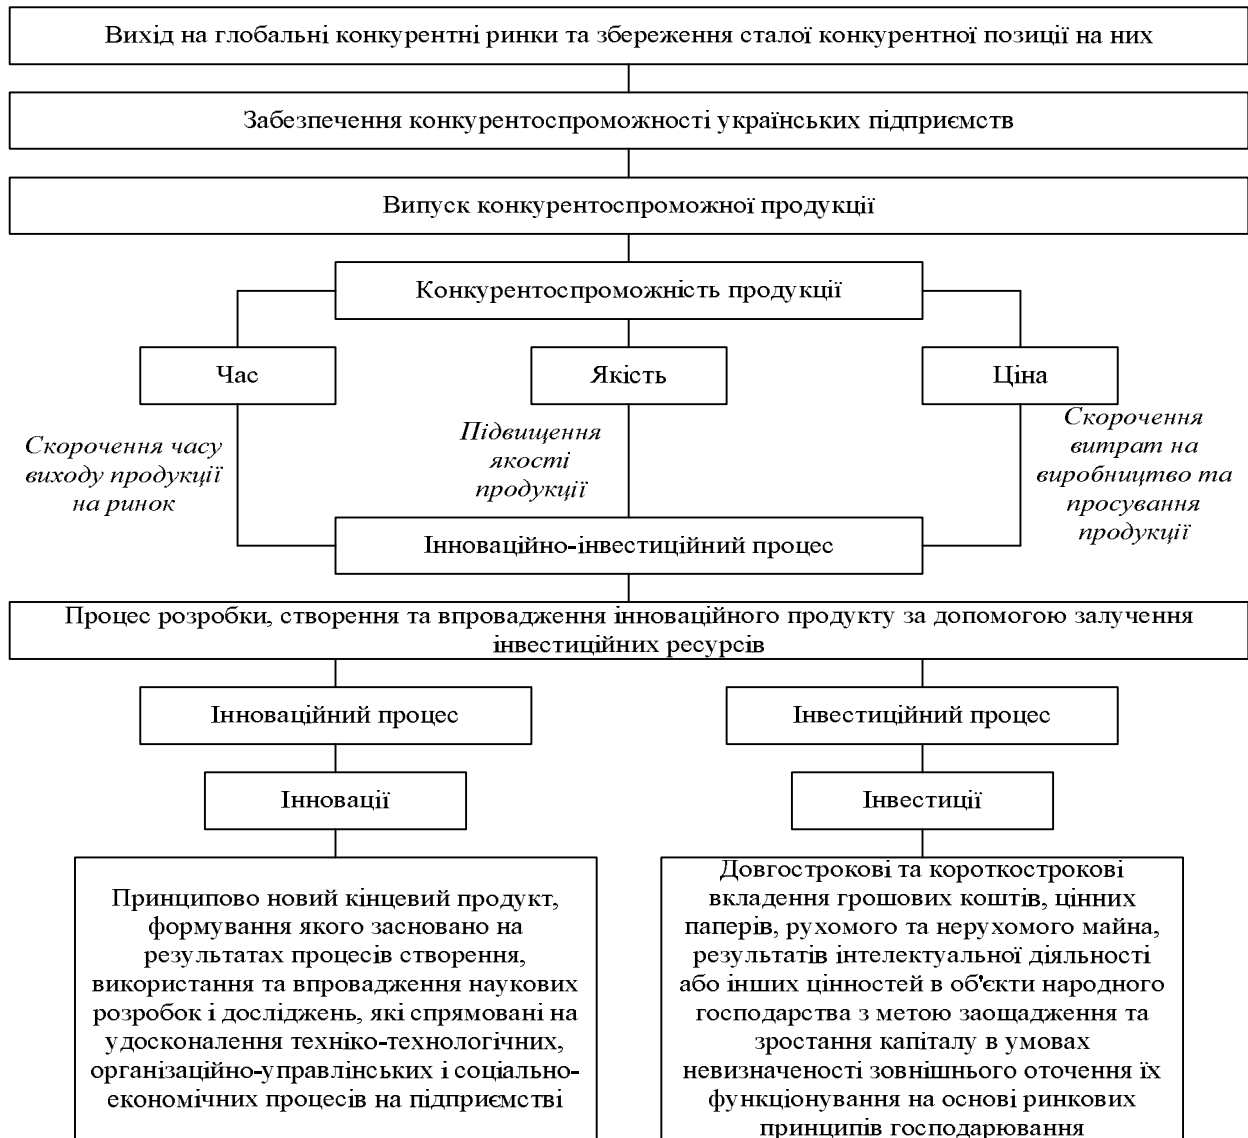 Вихід на глобальні конкурентні ринки та збереження сталої конкурентної позиції на них
Забезпечення конкурентоспроможності українських підприємств
Випуск конкурентоспроможної продукції
Конкурентоспроможність продукції
Час
Якість
Ціна
Скорочення часу
виходу продукції
на ринок
Підвищення
якості
продукції
Скорочення
витрат на
виробництво та
просування
продукції
Інноваційно-інвестиційний процес
Процес розробки, створення та впровадження інноваційного продукту за допомогою залучення
інвестиційних ресурсів
Інноваційний процес
Інвестиційний процес
Інновації
Інвестиції
Принципово новий кінцевий продукт,
формування якого засновано на
результатах процесів створення,
використання та впровадження наукових
розробок і досліджень, які спрямовані на
удосконалення техніко-технологічних,
організаційно-управлінських і соціально-
економічних процесів на підприємстві
Довгострокові та короткострокові
вкладення грошових коштів, цінних
паперів, рухомого та нерухомого майна,
результатів інтелектуальної діяльності
або інших цінностей в об'єкти народного
господарства з метою заощадження та
зростання капіталу в умовах
невизначеності зовнішнього оточення їх
функціонування на основі ринкових
принципів господарювання